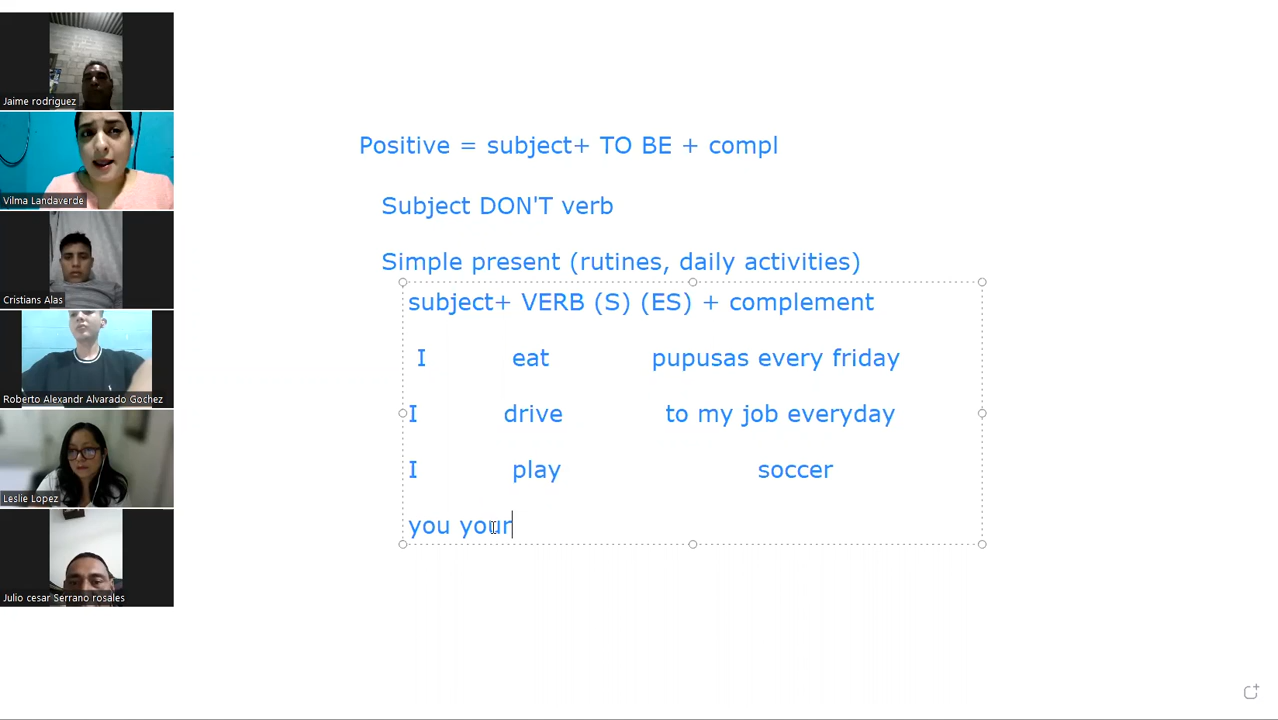 Jaime rodriguez
Vilma Landaverde
Cristians Alas
Roberto Alexandr Alvarado Gochez
Leslie Lopez
Julio cesar Serrano rosales
Positive = subject+ TO BE + compl
Subject DON'T verb
Simple present (rutines, daily activities)
subject+ VERB (S) (ES) + complement
I eat pupusas every friday
I drive to my job everyday
I play soccer
you your